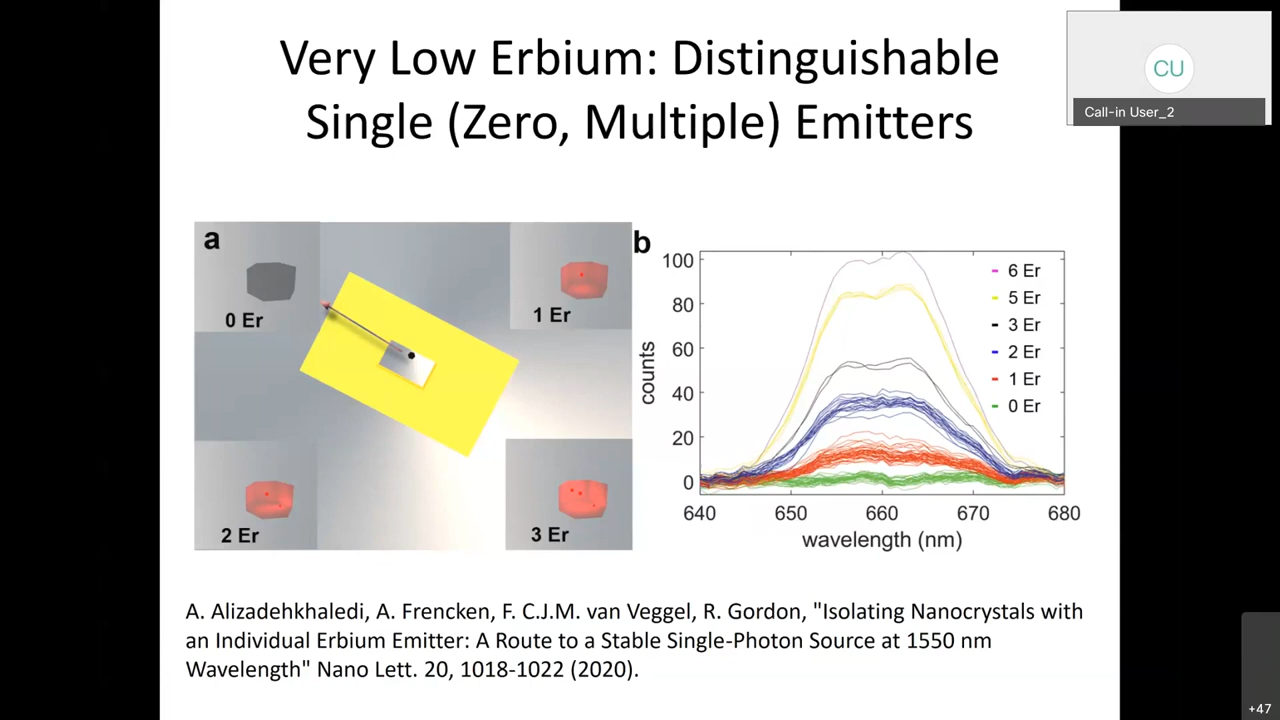 Very Low Erbium: Distinguishable
Single (Zero, Multiple) Emitters
CU
Call-in User_2
a
0 Er
1 Er
2 Er
3 Er
b
100
80
60
40
20
0
counts
6 Er
5 Er
3 Er
2 Er
1 Er
0 Er
640 650 660 670 680
wavelength (nm)
A. Alizadehkhaledi, A. Frencken, F. C.J.M. van Veggel, R. Gordon, "Isolating Nanocrystals with
an Individual Erbium Emitter: A Route to a Stable Single-Photon Source at 1550 nm
Wavelength" Nano Lett. 20, 1018-1022 (2020).
+47